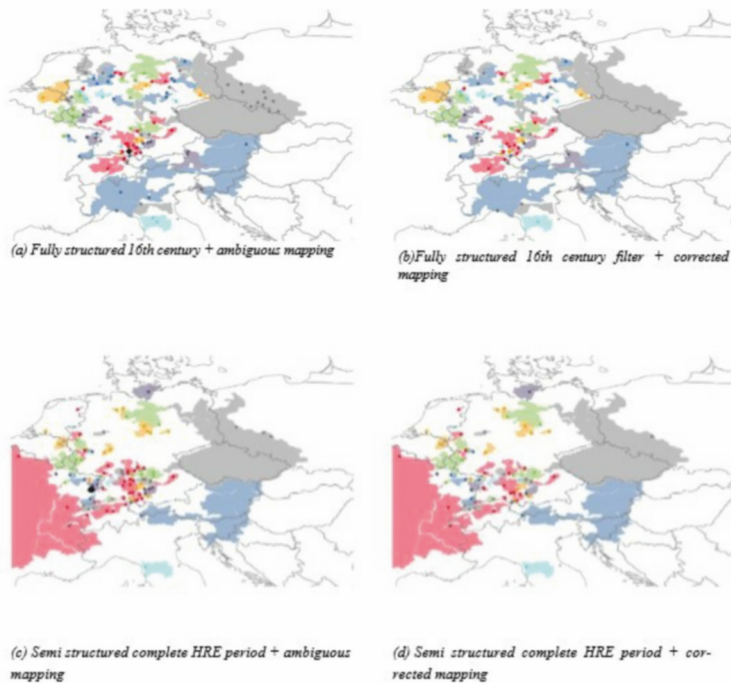 (a) Fully structured 16th century + ambiguous mapping
(b)Fully structured 16th century filter + corrected
mapping
(c) Semi structured complete HRE period + ambiguous
mapping
(d) Semi structured complete HRE period + cor-
rected mapping